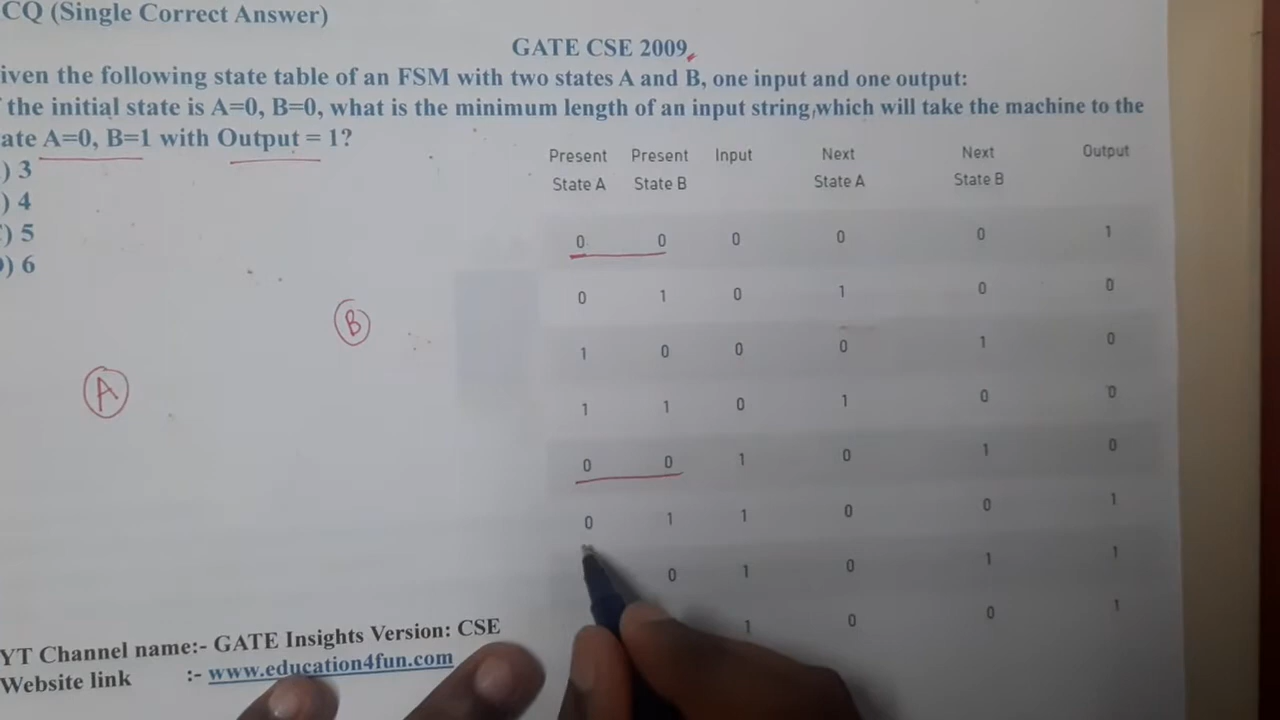 CQ (Single Correct Answer)
GATE CSE 2009
iven the following state table of an FSM with two states A and B, one input and one output:
the initial state is A=0, B=0, what is the minimum length of an input string, which will take the machine to the
ate A=0, B=1 with Output = 1?
) 3
) 4
) 5
) 6
Present State A Present State B Input Next State A Next State B Output
0 0 0 0 0 1
0 1 0 1 0 0
1 0 0 0 1 0
1 1 0 1 0 0
0 0 1 0 1 0
0 1 1 0 0 1
0 1 0 1 1
1 0 0 1
B
A
YT Channel name:- GATE Insights Version: CSE
Website link :- www.education4fun.com